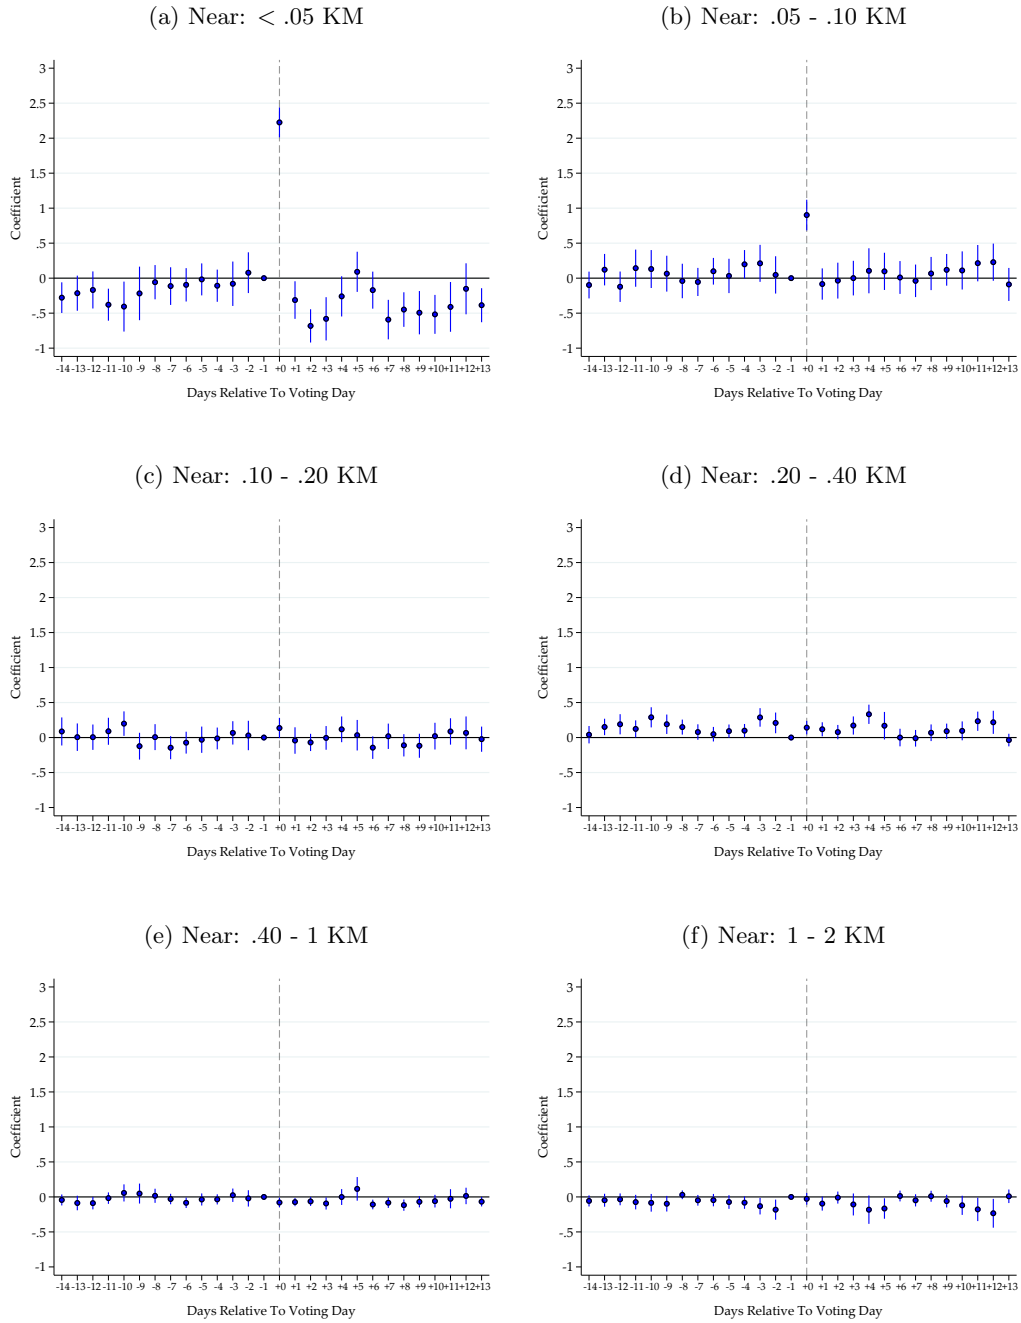 (a) Near: < .05 KM
3
2.5
2
1.5
1
.5
0
-.5
-1
Coefficient
-14 -13 -12 -11 -10 -9 -8 -7 -6 -5 -4 -3 -2 -1 +0 +1 +2 +3 +4 +5 +6 +7 +8 +9 +10 +11 +12 +13
Days Relative To Voting Day
(b) Near: .05 - .10 KM
3
2.5
2
1.5
1
.5
0
-.5
-1
Coefficient
-14 -13 -12 -11 -10 -9 -8 -7 -6 -5 -4 -3 -2 -1 +0 +1 +2 +3 +4 +5 +6 +7 +8 +9 +10 +11 +12 +13
Days Relative To Voting Day
(c) Near: .10 - .20 KM
3
2.5
2
1.5
1
.5
0
-.5
-1
Coefficient
-14 -13 -12 -11 -10 -9 -8 -7 -6 -5 -4 -3 -2 -1 +0 +1 +2 +3 +4 +5 +6 +7 +8 +9 +10 +11 +12 +13
Days Relative To Voting Day
(d) Near: .20 - .40 KM
3
2.5
2
1.5
1
.5
0
-.5
-1
Coefficient
-14 -13 -12 -11 -10 -9 -8 -7 -6 -5 -4 -3 -2 -1 +0 +1 +2 +3 +4 +5 +6 +7 +8 +9 +10 +11 +12 +13
Days Relative To Voting Day
(e) Near: .40 - 1 KM
3
2.5
2
1.5
1
.5
0
-.5
-1
Coefficient
-14 -13 -12 -11 -10 -9 -8 -7 -6 -5 -4 -3 -2 -1 +0 +1 +2 +3 +4 +5 +6 +7 +8 +9 +10 +11 +12 +13
Days Relative To Voting Day
(f) Near: 1 - 2 KM
3
2.5
2
1.5
1
.5
0
-.5
-1
Coefficient
-14 -13 -12 -11 -10 -9 -8 -7 -6 -5 -4 -3 -2 -1 +0 +1 +2 +3 +4 +5 +6 +7 +8 +9 +10 +11 +12 +13
Days Relative To Voting Day